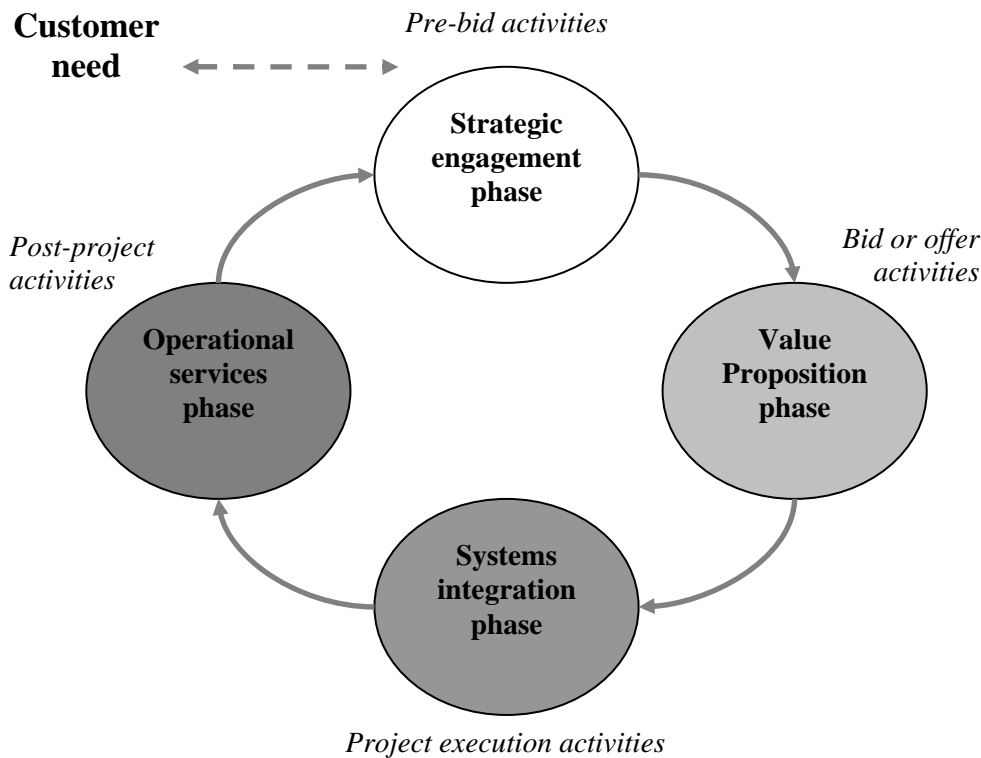 Customer
need
Pre-bid activities
Strategic
engagement
phase
Post-project
activities
Bid or offer
activities
Operational
services
phase
Value
Proposition
phase
Systems
integration
phase
Project execution activities